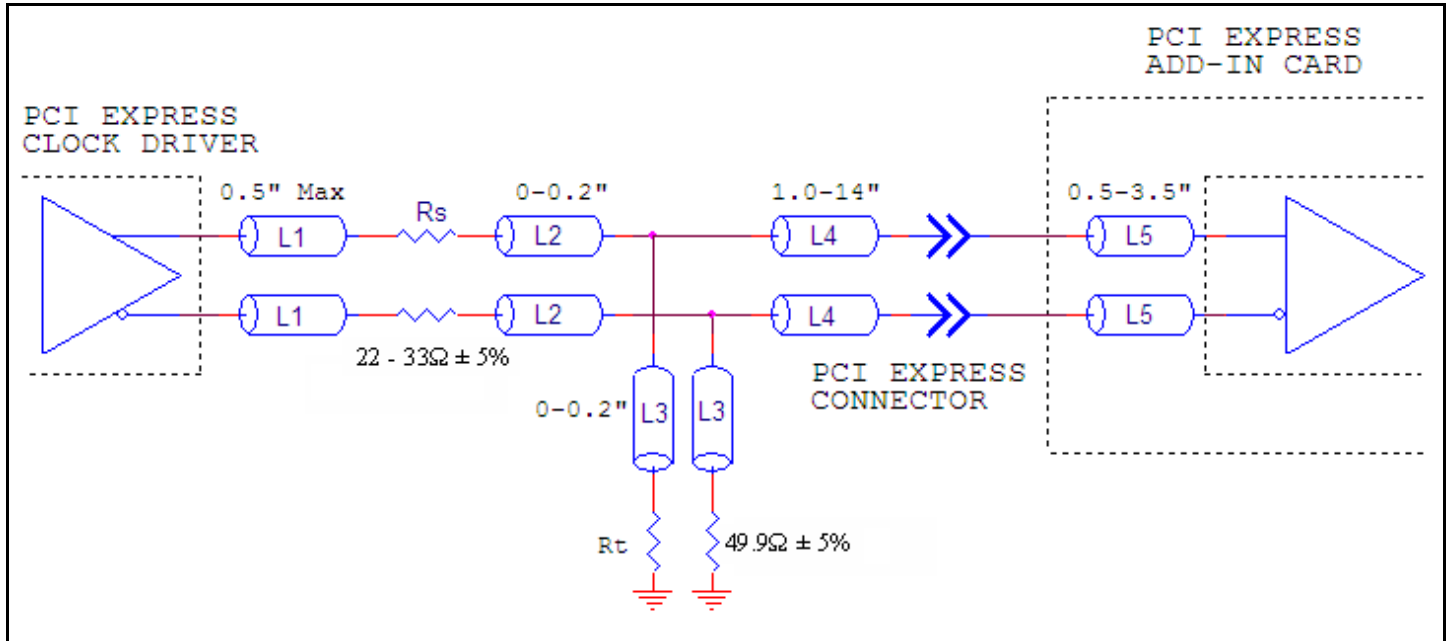 PCI EXPRESS
ADD-IN CARD
PCI EXPRESS
CLOCK DRIVER
0.5" Max
Rs
0-0.2"
1.0-14"
0.5-3.5"
L1
L2
L4
L5
L1
L2
L4
L5
22 - 33Ω ± 5%
PCI EXPRESS
CONNECTOR
0-0.2"
L3
L3
Rt
49.9Ω ± 5%